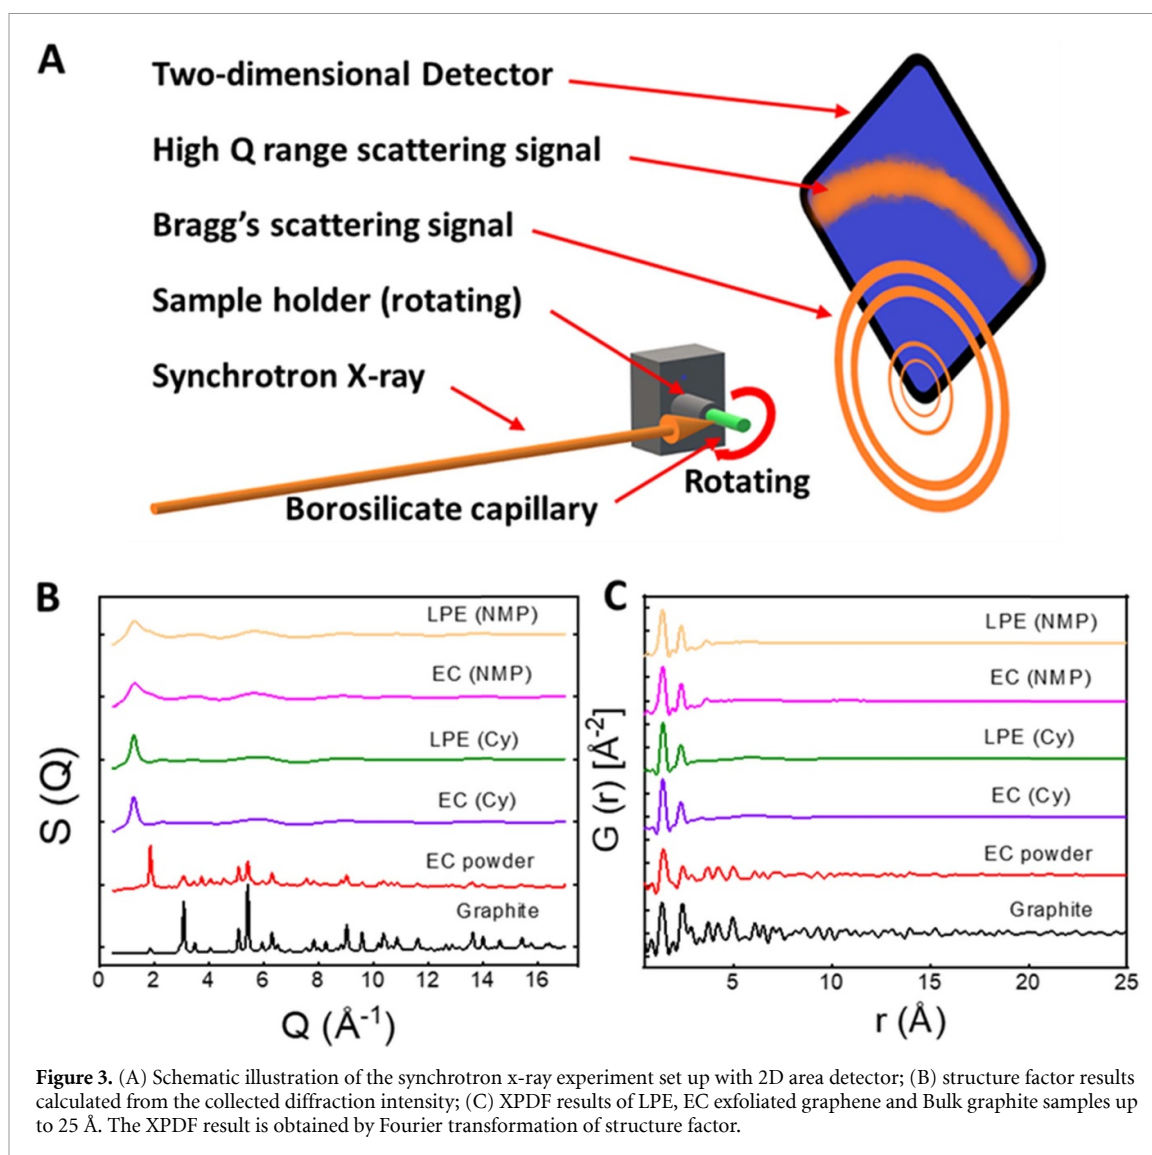 A
Two-dimensional Detector
High Q range scattering signal
Bragg’s scattering signal
Sample holder (rotating)
Synchrotron X-ray
Rotating
Borosilicate capillary
B
LPE (NMP)
EC (NMP)
LPE (Cy)
EC (Cy)
EC powder
Graphite
S (Q)
0 2 4 6 8 10 12 14 16
Q (Å-1)
C
LPE (NMP)
EC (NMP)
LPE (Cy)
EC (Cy)
EC powder
Graphite
G (r) [Å-2]
5 10 15 20 25
r (Å)
Figure 3. (A) Schematic illustration of the synchrotron x-ray experiment set up with 2D area detector; (B) structure factor results
calculated from the collected diffraction intensity; (C) XPDF results of LPE, EC exfoliated graphene and Bulk graphite samples up
to 25 Å. The XPDF result is obtained by Fourier transformation of structure factor.